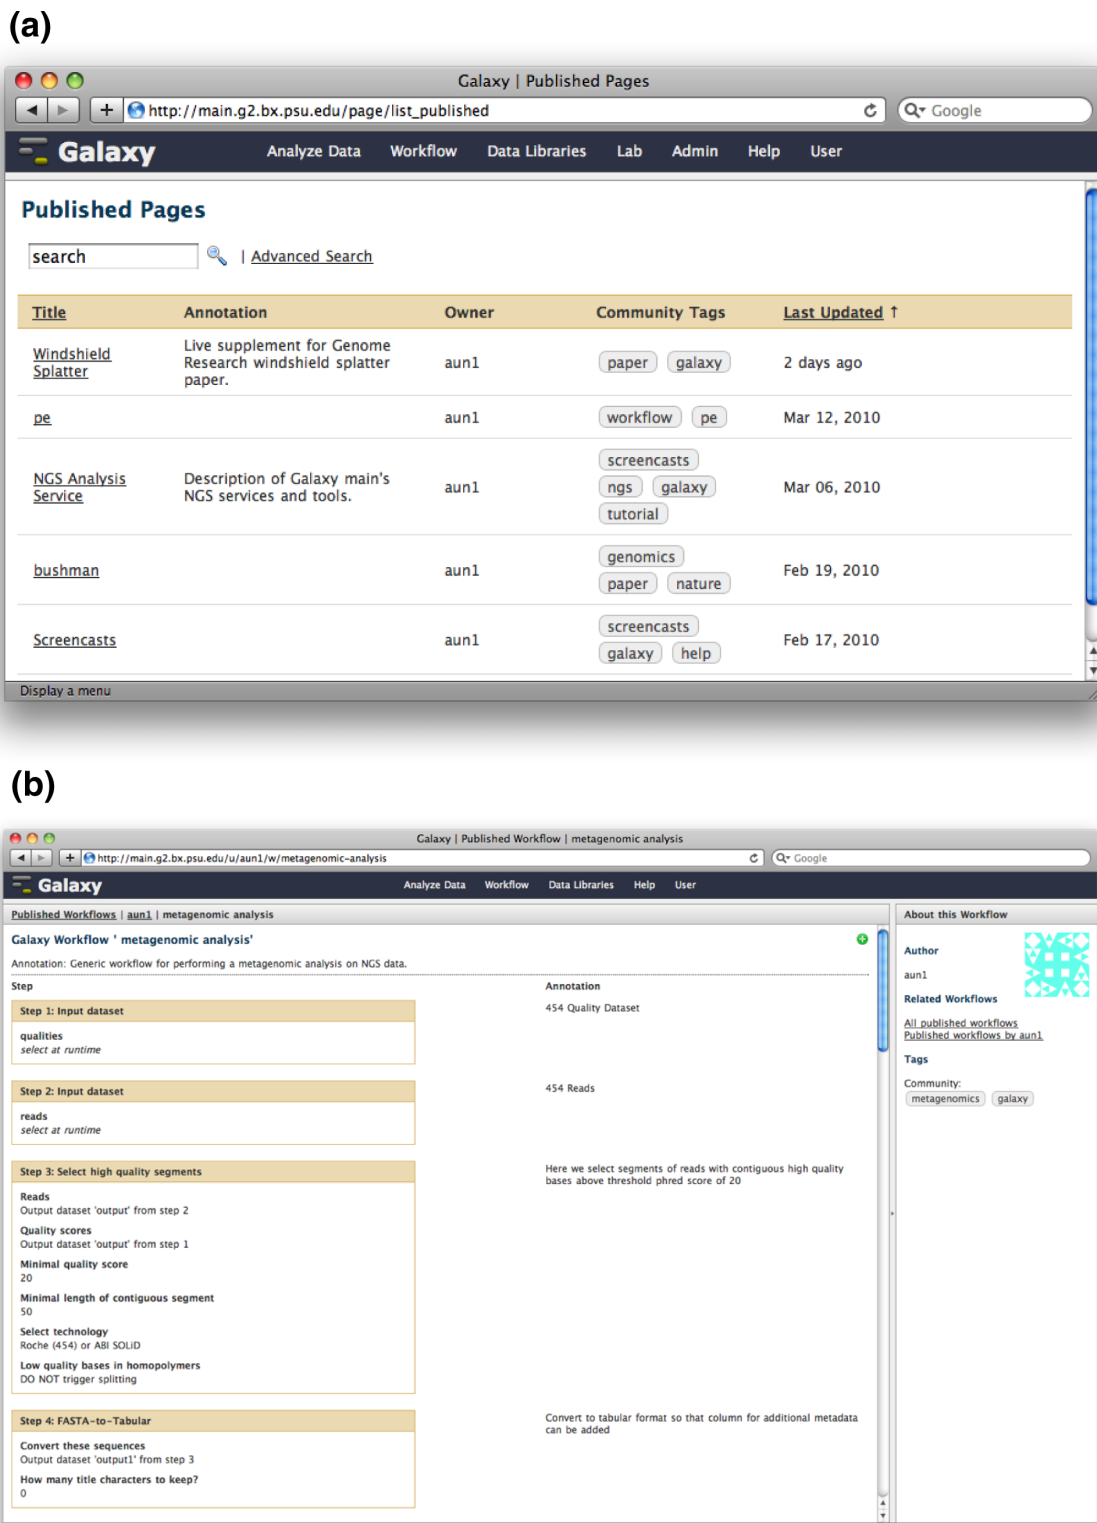 (a)
Galaxy | Published Pages
http://main.g2.bx.psu.edu/page/list_published
Google
Galaxy Analyze Data Workflow Data Libraries Lab Admin Help User
Published Pages
search | Advanced Search
Title Annotation Owner Community Tags Last Updated ↑
Windshield Splatter Live supplement for Genome Research windshield splatter paper. aun1 paper galaxy 2 days ago
pe aun1 workflow pe Mar 12, 2010
NGS Analysis Service Description of Galaxy main's NGS services and tools. aun1 screencasts ngs galaxy tutorial Mar 06, 2010
bushman aun1 genomics paper nature Feb 19, 2010
Screencasts aun1 screencasts galaxy help Feb 17, 2010
Display a menu
(b)
Galaxy | Published Workflow | metagenomic analysis
http://main.g2.bx.psu.edu/u/aun1/w/metagenomic-analysis
Google
Galaxy Analyze Data Workflow Data Libraries Help User
Published Workflows | aun1 | metagenomic analysis
Galaxy Workflow ' metagenomic analysis'
Annotation: Generic workflow for performing a metagenomic analysis on NGS data.
Step Annotation
Step 1: Input dataset
454 Quality Dataset
qualities
select at runtime
Step 2: Input dataset
454 Reads
reads
select at runtime
Step 3: Select high quality segments
Here we select segments of reads with contiguous high quality
bases above threshold phred score of 20
Reads
Output dataset 'output' from step 2
Quality scores
Output dataset 'output' from step 1
Minimal quality score
20
Minimal length of contiguous segment
50
Select technology
Roche (454) or ABI SOLiD
Low quality bases in homopolymers
DO NOT trigger splitting
Step 4: FASTA-to-Tabular
Convert to tabular format so that column for additional metadata
can be added
Convert these sequences
Output dataset 'output1' from step 3
How many title characters to keep?
0
About this Workflow
Author
aun1
Related Workflows
All published workflows
Published workflows by aun1
Tags
Community:
metagenomics galaxy